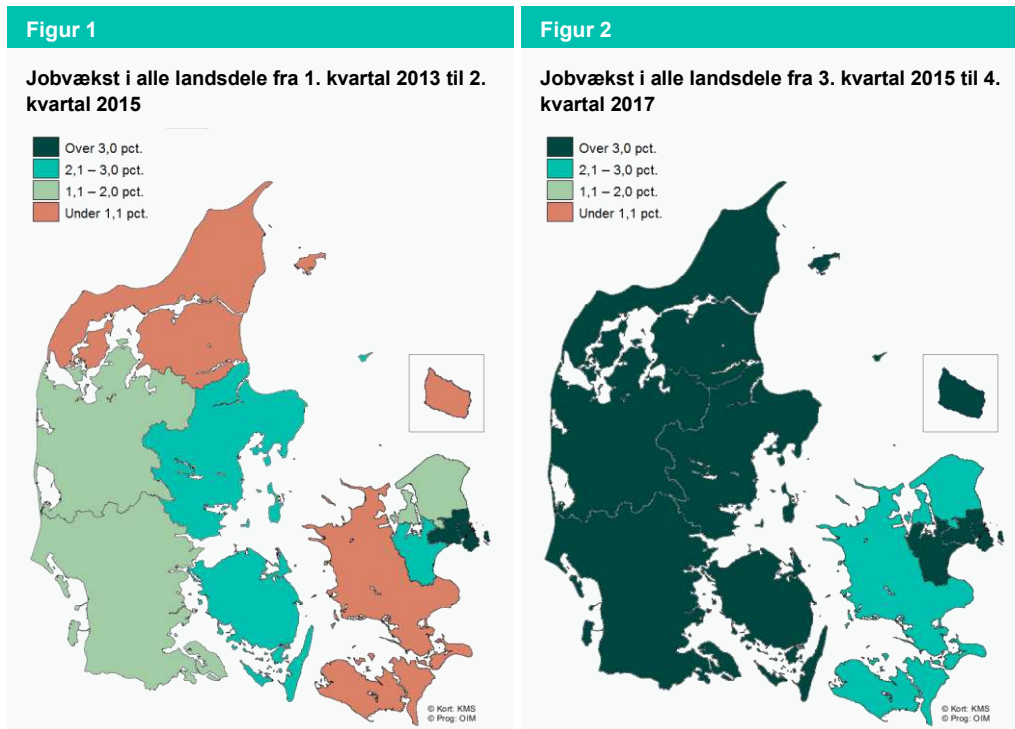 Figur 1
Jobvækst i alle landsdele fra 1. kvartal 2013 til 2.
kvartal 2015
Over 3,0 pct.
2,1 – 3,0 pct.
1,1 – 2,0 pct.
Under 1,1 pct.
© Kort: KMS
© Prog: OIM
Figur 2
Jobvækst i alle landsdele fra 3. kvartal 2015 til 4.
kvartal 2017
Over 3,0 pct.
2,1 – 3,0 pct.
1,1 – 2,0 pct.
Under 1,1 pct.
© Kort: KMS
© Prog: OIM